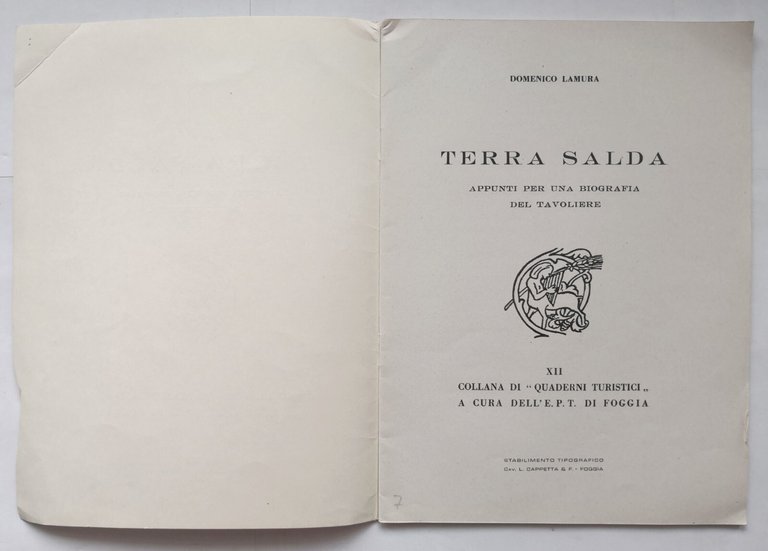 DOMENICO LAMURA
TERRA SALDA
APPUNTI PER UNA BIOGRAFIA
DEL TAVOLIERE
XII
COLLANA DI “ QUADERNI TURISTICI „
A CURA DELL'E. P. T. DI FOGGIA
STABILIMENTO TIPOGRAFICO
CAV. L. CAPPETTA & F. - FOGGIA
7